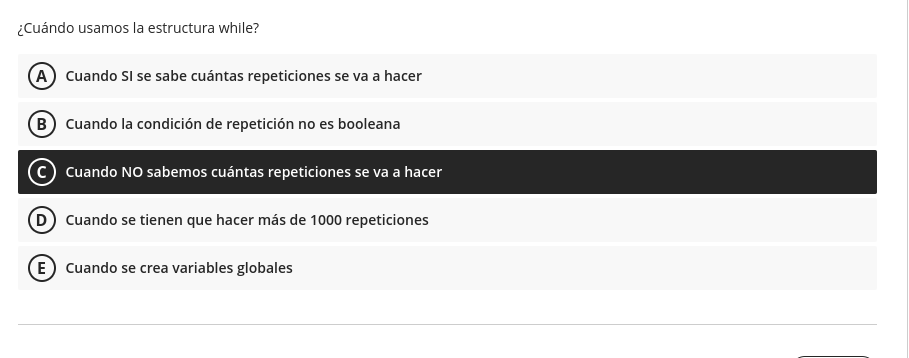 ¿Cuándo usamos la estructura while?
A Cuando SI se sabe cuántas repeticiones se va a hacer
B Cuando la condición de repetición no es booleana
C Cuando NO sabemos cuántas repeticiones se va a hacer
D Cuando se tienen que hacer más de 1000 repeticiones
E Cuando se crea variables globales